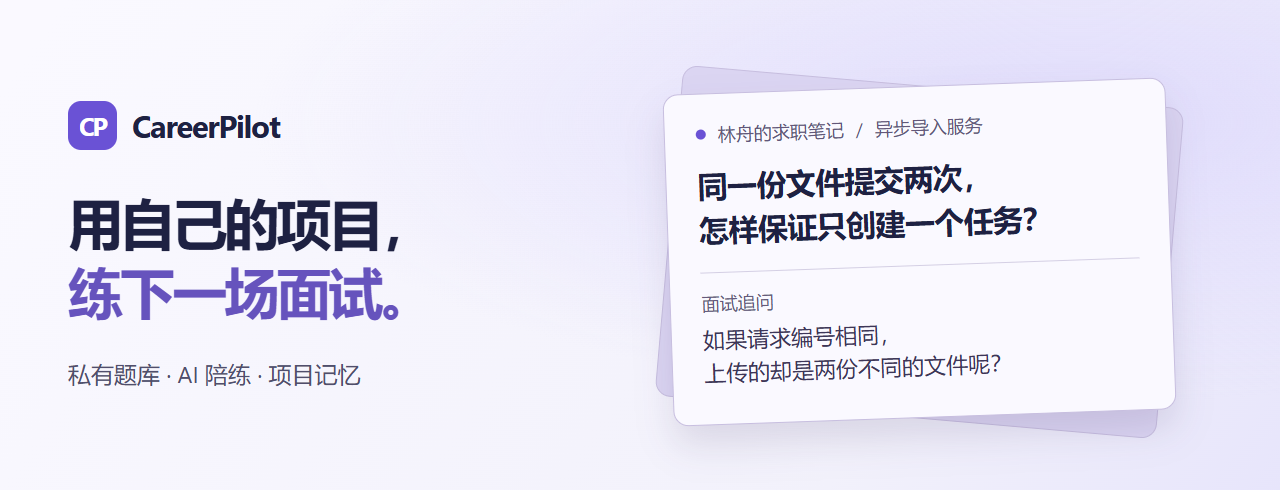 CP CareerPilot
用自己的项目，
练下一场面试。
私有题库 · AI 陪练 · 项目记忆
林舟的求职笔记 / 异步导入服务
同一份文件提交两次，
怎样保证只创建一个任务？
面试追问
如果请求编号相同，
上传的却是两份不同的文件呢？